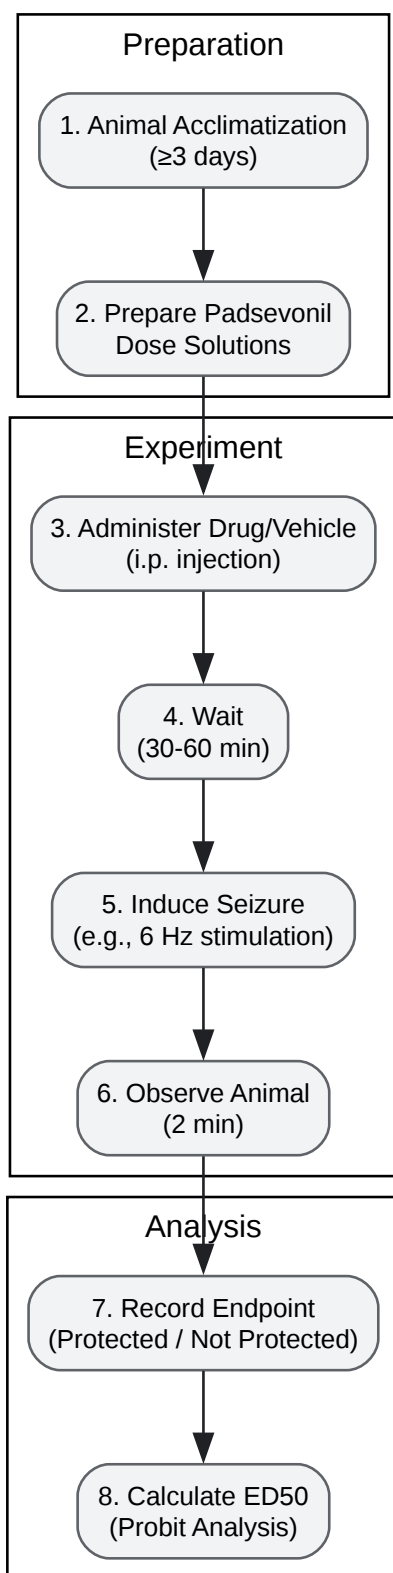 Preparation
1. Animal Acclimatization
(≥3 days)
2. Prepare Padsevonil
Dose Solutions
Experiment
3. Administer Drug/Vehicle
(i.p. injection)
4. Wait
(30-60 min)
5. Induce Seizure
(e.g., 6 Hz stimulation)
6. Observe Animal
(2 min)
Analysis
7. Record Endpoint
(Protected / Not Protected)
8. Calculate ED50
(Probit Analysis)